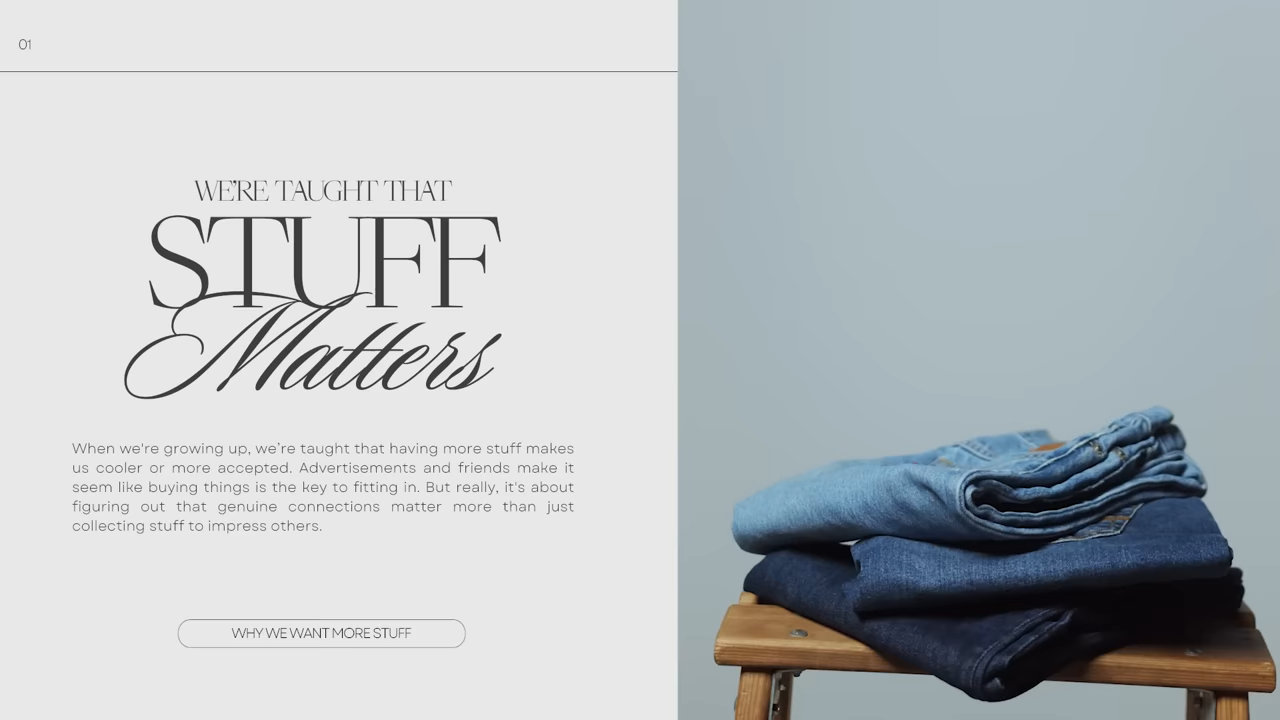 01
WE'RE TAUGHT THAT
STUFF
Matters
When we're growing up, we're taught that having more stuff makes
us cooler or more accepted. Advertisements and friends make it
seem like buying things is the key to fitting in. But really, it's about
figuring out that genuine connections matter more than just
collecting stuff to impress others.
WHY WE WANT MORE STUFF